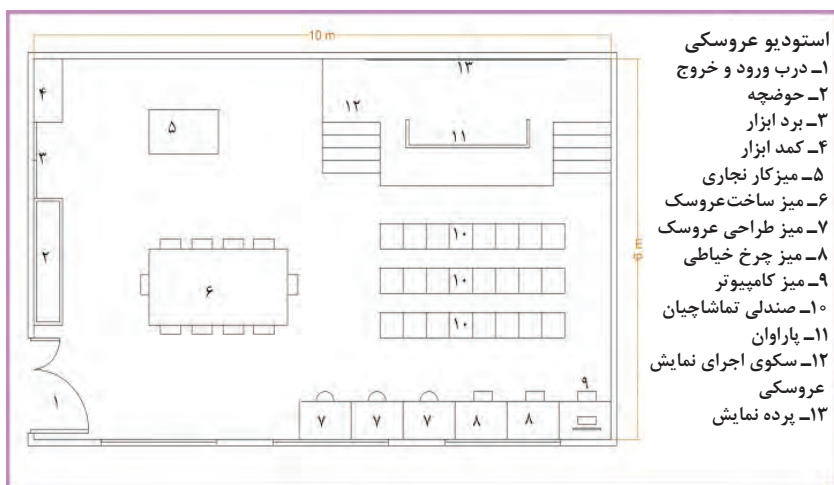 استودیو عروسکی
۱ـ درب ورود و خروج
۲ـ حوضچه
۳ـ برد ابزار
۴ـ کمد ابزار
۵ـ میزکار نجاری
۶ـ میز ساخت عروسک
۷ـ میز طراحی عروسک
۸ـ میز چرخ خیاطی
۹ـ میز کامپیوتر
۱۰ـ صندلی تماشاچیان
۱۱ـ پاراوان
۱۲ـ سکوی اجرای نمایش
عروسکی
۱۳ـ پرده نمایش
10 m
۱۳
۴
۱۲
۵
۱۱
۳
۱۰
6 m
۲
۶
۱۰
۱۰
۹
۱
۷
۷
۷
۸
۸